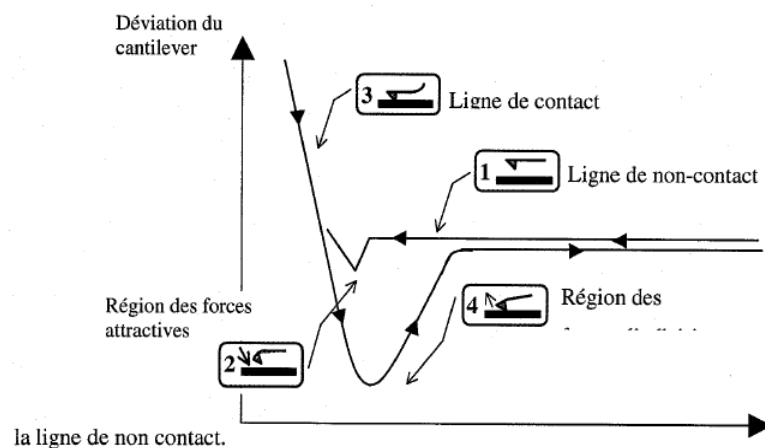 Déviation du
cantilever
3
Ligne de contact
1
Ligne de non-contact
Région des forces
attractives
4
Région des
2
la ligne de non contact.